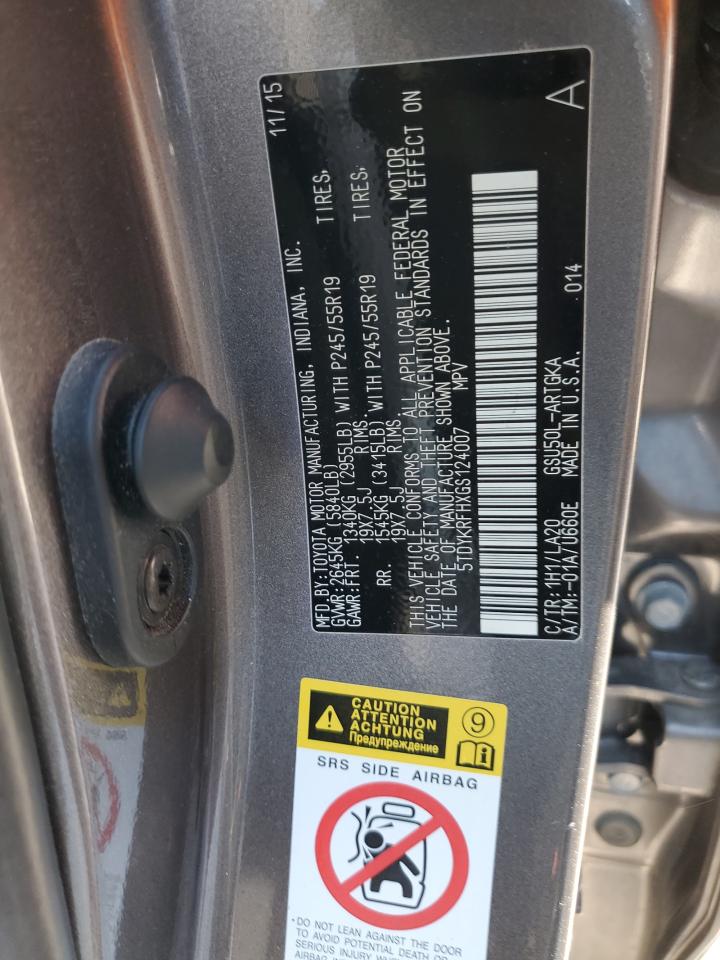 MFD.BY:TOYOTA MOTOR MANUFACTURING, INDIANA, INC. 11/15
GVWR:2645KG (5840LB)
GAWR:FRT. 1340KG (2955LB) WITH P245/55R19 TIRES,
19X7.5J RIMS,
RR. 1545KG (3415LB) WITH P245/55R19 TIRES,
19X7.5J RIMS.
THIS VEHICLE CONFORMS TO ALL APPLICABLE FEDERAL MOTOR
VEHICLE SAFETY AND THEFT PREVENTION STANDARDS IN EFFECT ON
THE DATE OF MANUFACTURE SHOWN ABOVE.
5TDYKRFHXGS124007 MPV
C/TR:1H1/LA20 GSU50L-ARTGKA 014
A/TM:-01A/U660E MADE IN U.S.A. A
CAUTION
ATTENTION
ACHTUNG
Предупреждение
9
i
SRS SIDE AIRBAG
*DO NOT LEAN AGAINST THE DOOR
TO AVOID POTENTIAL DEATH OR
SERIOUS INJURY